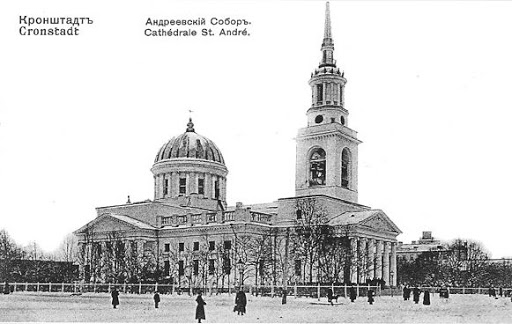 Кронштадтъ
Cronstadt
Андреевскій Соборъ.
Cathédrale St. André.